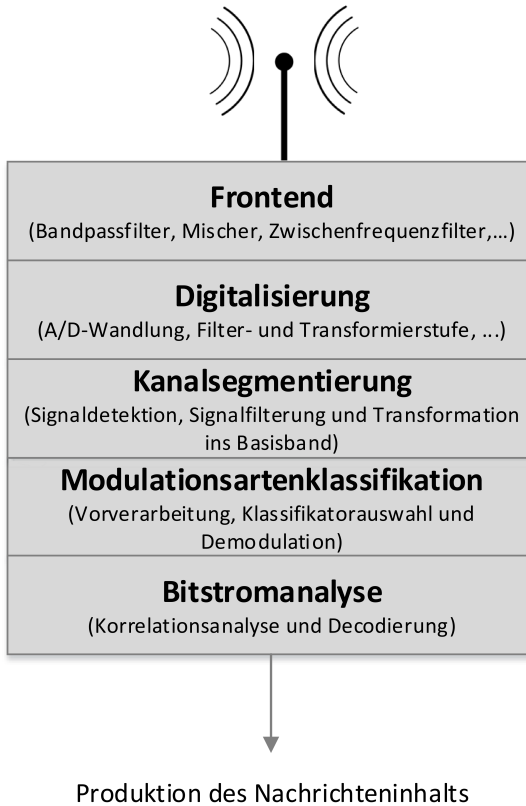 Frontend
(Bandpassfilter, Mischer, Zwischenfrequenzfilter,…)
Digitalisierung
(A/D-Wandlung, Filter- und Transformierstufe, ...)
Kanalsegmentierung
(Signaldetektion, Signalfilterung und Transformation
ins Basisband)
Modulationsartenklassifikation
(Vorverarbeitung, Klassifikatorauswahl und
Demodulation)
Bitstromanalyse
(Korrelationsanalyse und Decodierung)
Produktion des Nachrichteninhalts